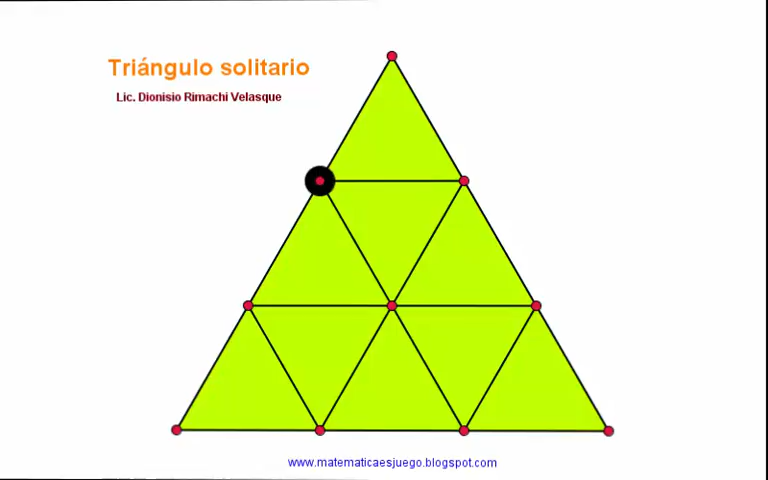 Triángulo solitario
Lic. Dionisio Rimachi Velasque
www.matematicaesjuego.blogspot.com